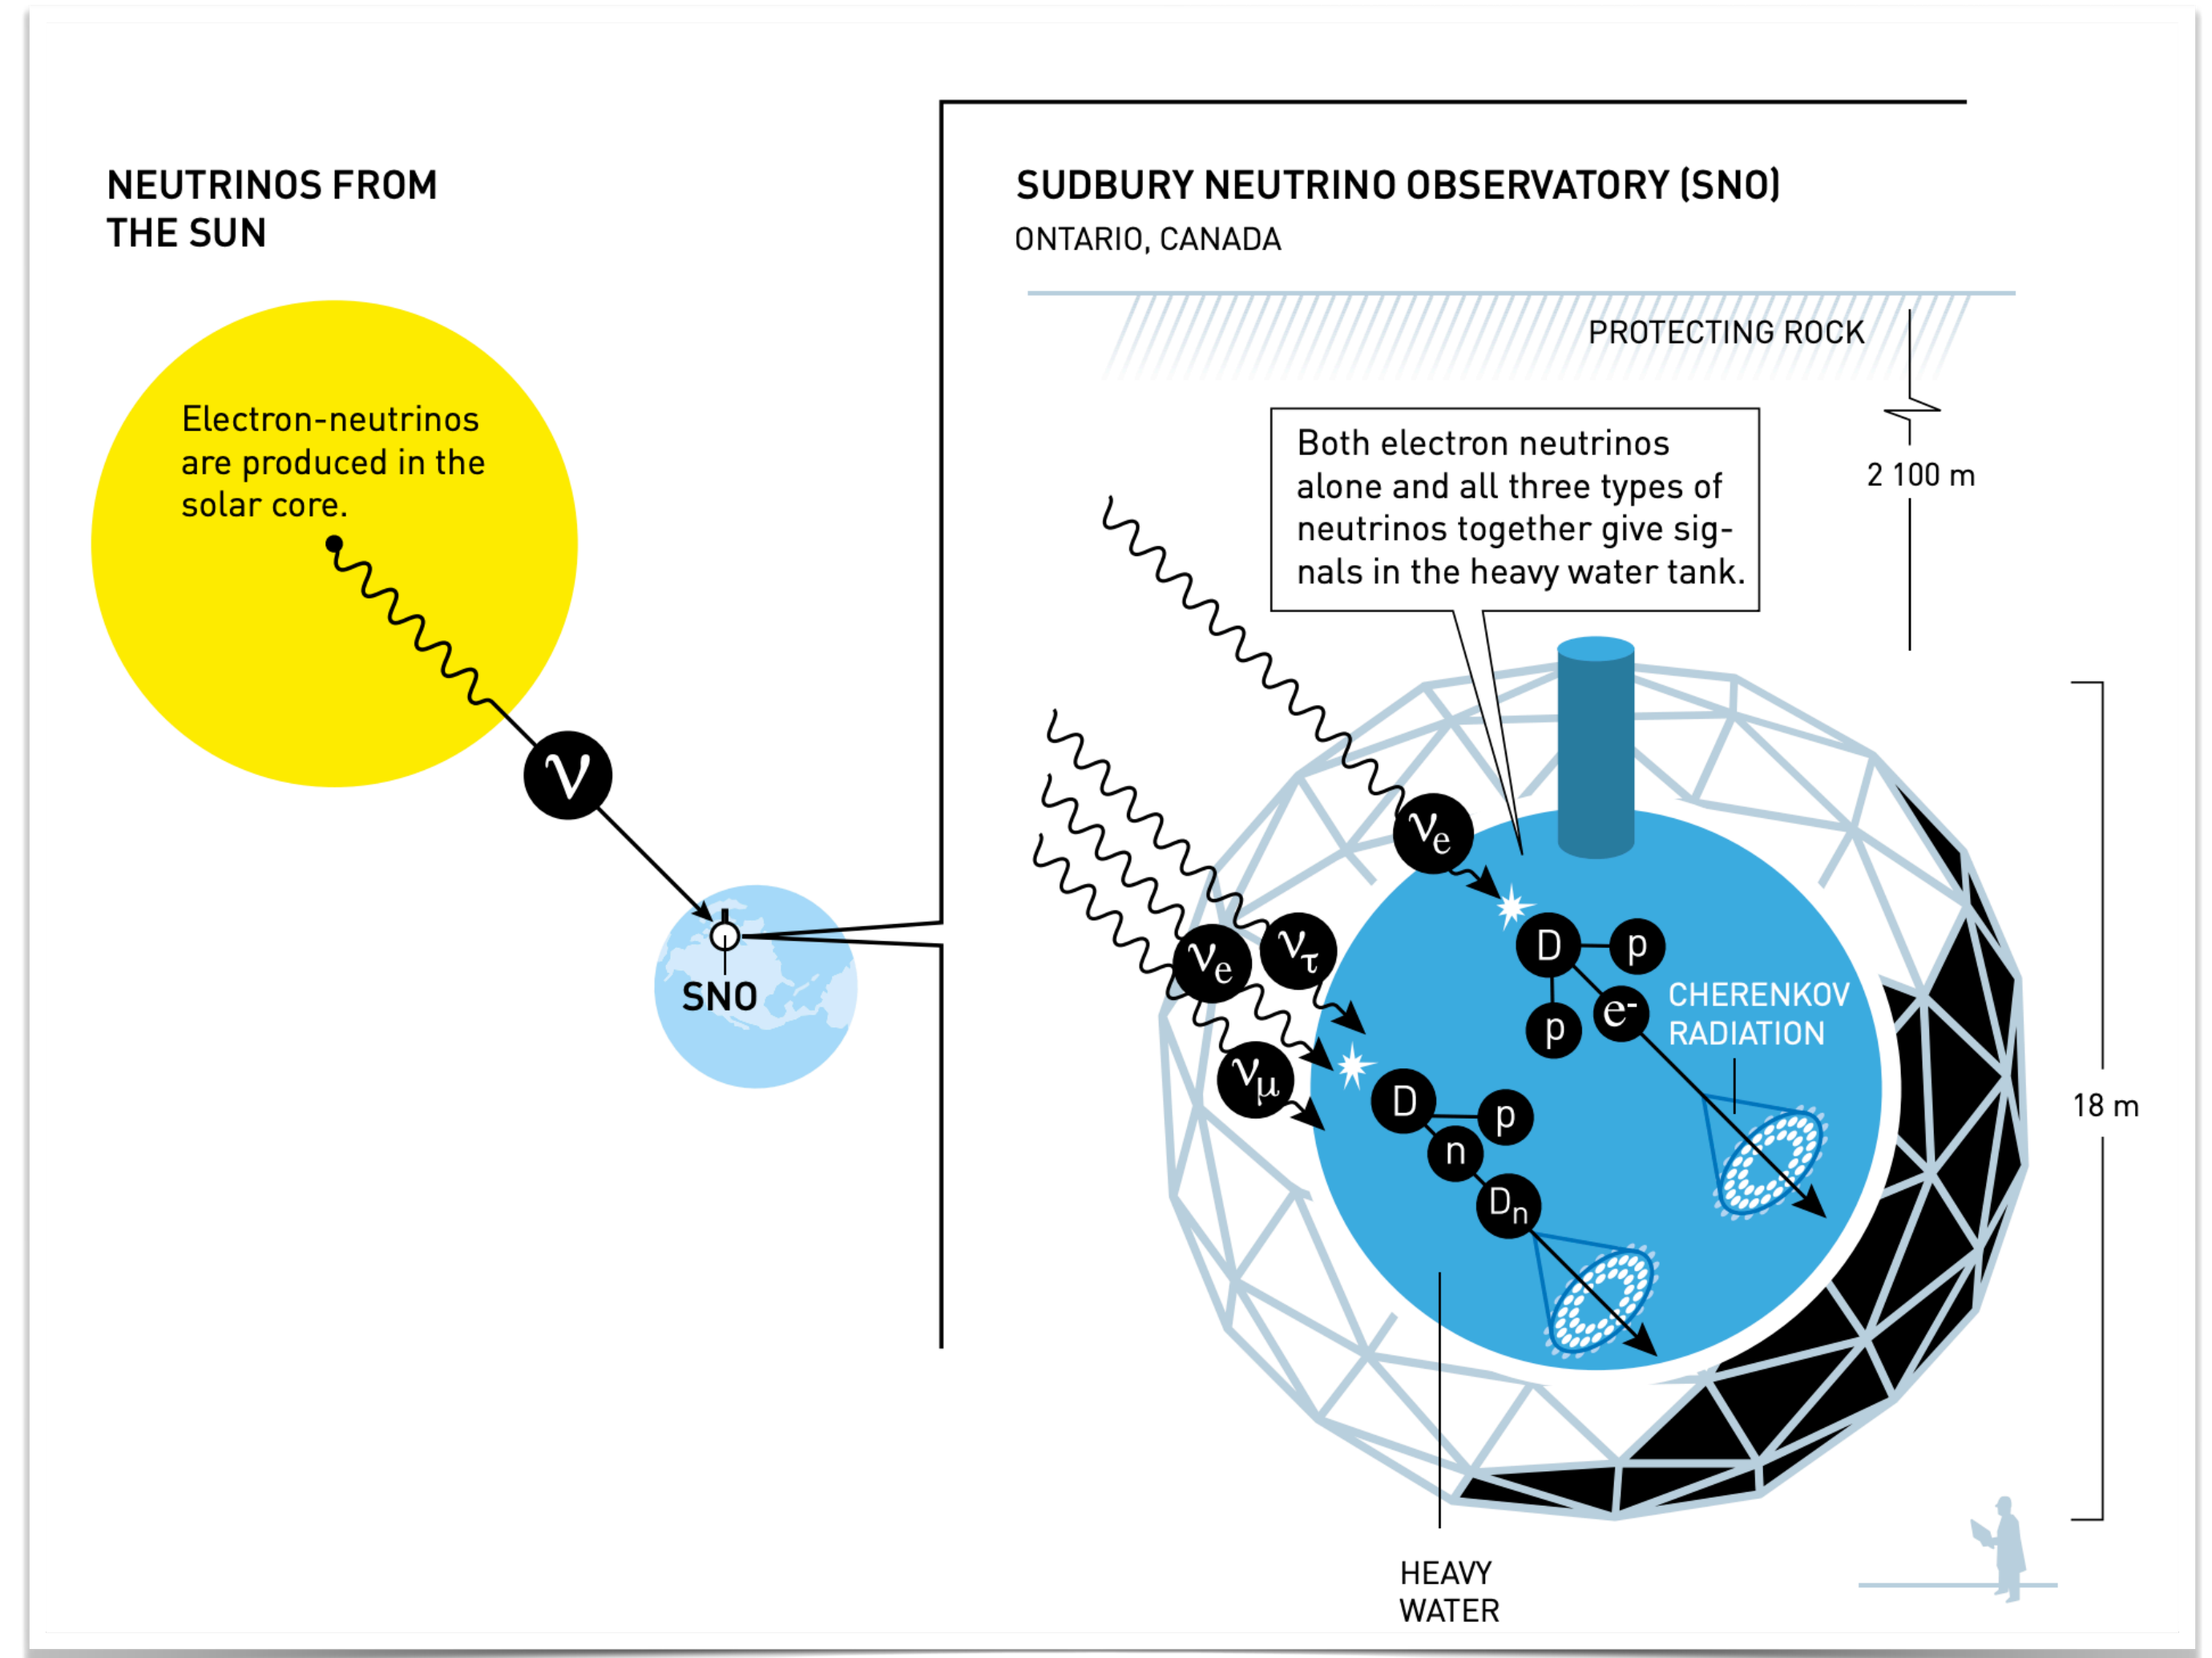 NEUTRINOS FROM
THE SUN
Electron-neutrinos
are produced in the
solar core.
ν
SNO
SUDBURY NEUTRINO OBSERVATORY (SNO)
ONTARIO, CANADA
PROTECTING ROCK
2 100 m
Both electron neutrinos
alone and all three types of
neutrinos together give sig-
nals in the heavy water tank.
νe
D
p
p
e-
CHERENKOV
RADIATION
νe
ντ
νμ
D
p
n
Dn
18 m
HEAVY
WATER